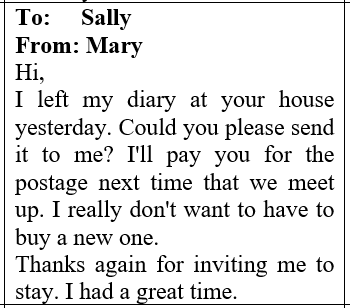 To: Sally
From: Mary
Hi,
I left my diary at your house
yesterday. Could you please send
it to me? I'll pay you for the
postage next time that we meet
up. I really don't want to have to
buy a new one.
Thanks again for inviting me to
stay. I had a great time.